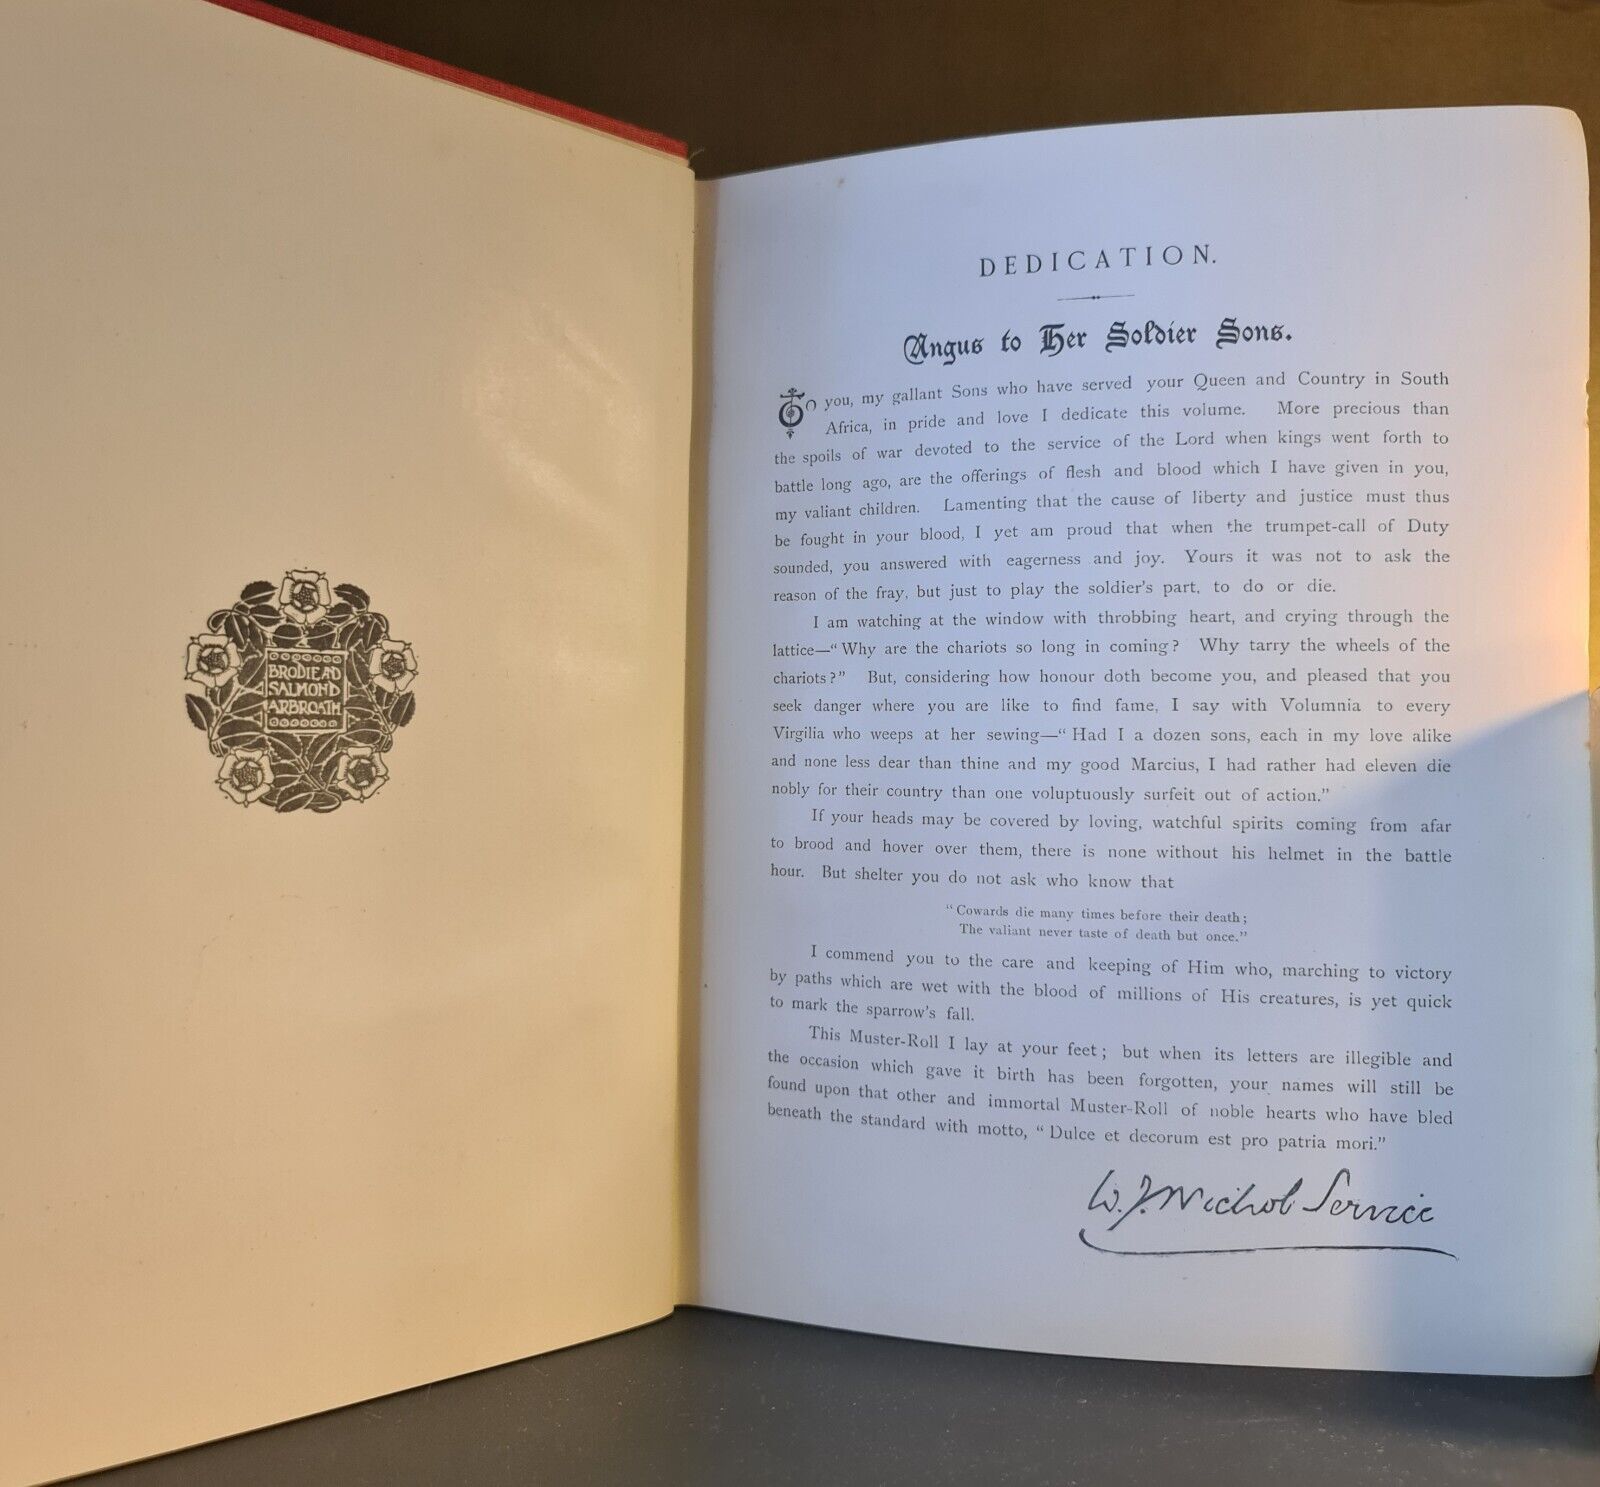 BRODIE AND
SALMOND
ARBROATH
DEDICATION.
Angus to Her Soldier Sons.
To you, my gallant Sons who have served your Queen and Country in South
Africa, in pride and love I dedicate this volume. More precious than
the spoils of war devoted to the service of the Lord when kings went forth to
battle long ago, are the offerings of flesh and blood which I have given in you,
my valiant children. Lamenting that the cause of liberty and justice must thus
be fought in your blood, I yet am proud that when the trumpet-call of Duty
sounded, you answered with eagerness and joy. Yours it was not to ask the
reason of the fray, but just to play the soldier's part, to do or die.
I am watching at the window with throbbing heart, and crying through the
lattice—“Why are the chariots so long in coming? Why tarry the wheels of the
chariots?” But, considering how honour doth become you, and pleased that you
seek danger where you are like to find fame, I say with Volumnia to every
Virgilia who weeps at her sewing—“Had I a dozen sons, each in my love alike
and none less dear than thine and my good Marcius, I had rather had eleven die
nobly for their country than one voluptuously surfeit out of action.”
If your heads may be covered by loving, watchful spirits coming from afar
to brood and hover over them, there is none without his helmet in the battle
hour. But shelter you do not ask who know that
“Cowards die many times before their death;
The valiant never taste of death but once.”
I commend you to the care and keeping of Him who, marching to victory
by paths which are wet with the blood of millions of His creatures, is yet quick
to mark the sparrow's fall.
This Muster-Roll I lay at your feet; but when its letters are illegible and
the occasion which gave it birth has been forgotten, your names will still be
found upon that other and immortal Muster-Roll of noble hearts who have bled
beneath the standard with motto, “Dulce et decorum est pro patria mori.”
W. J. Nichol Service